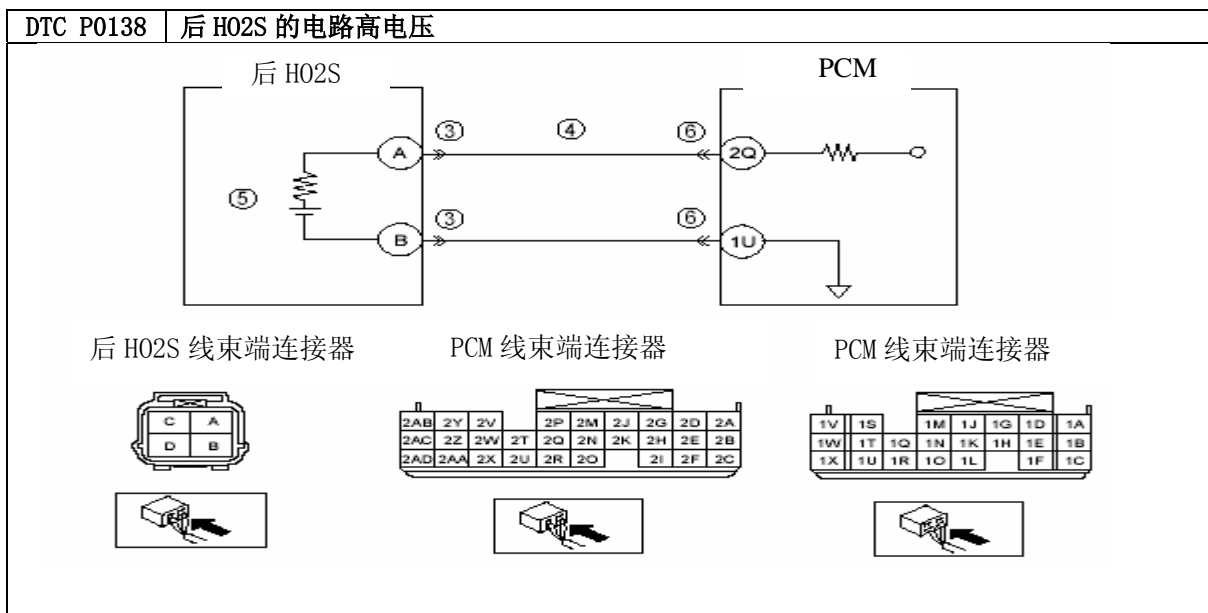 DTC P0138 后 HO2S 的电路高电压
后 HO2S PCM
③ ④ ⑥
A 2Q
⑤
③ ⑥
B 1U
后 HO2S 线束端连接器 PCM 线束端连接器 PCM 线束端连接器
C A
D B
2AB 2Y 2V 2P 2M 2J 2G 2D 2A
2AC 2Z 2W 2T 2Q 2N 2K 2H 2E 2B
2AD 2AA 2X 2U 2R 2O 2I 2F 2C
1V 1S 1M 1J 1G 1D 1A
1W 1T 1Q 1N 1K 1H 1E 1B
1X 1U 1R 1O 1L 1F 1C